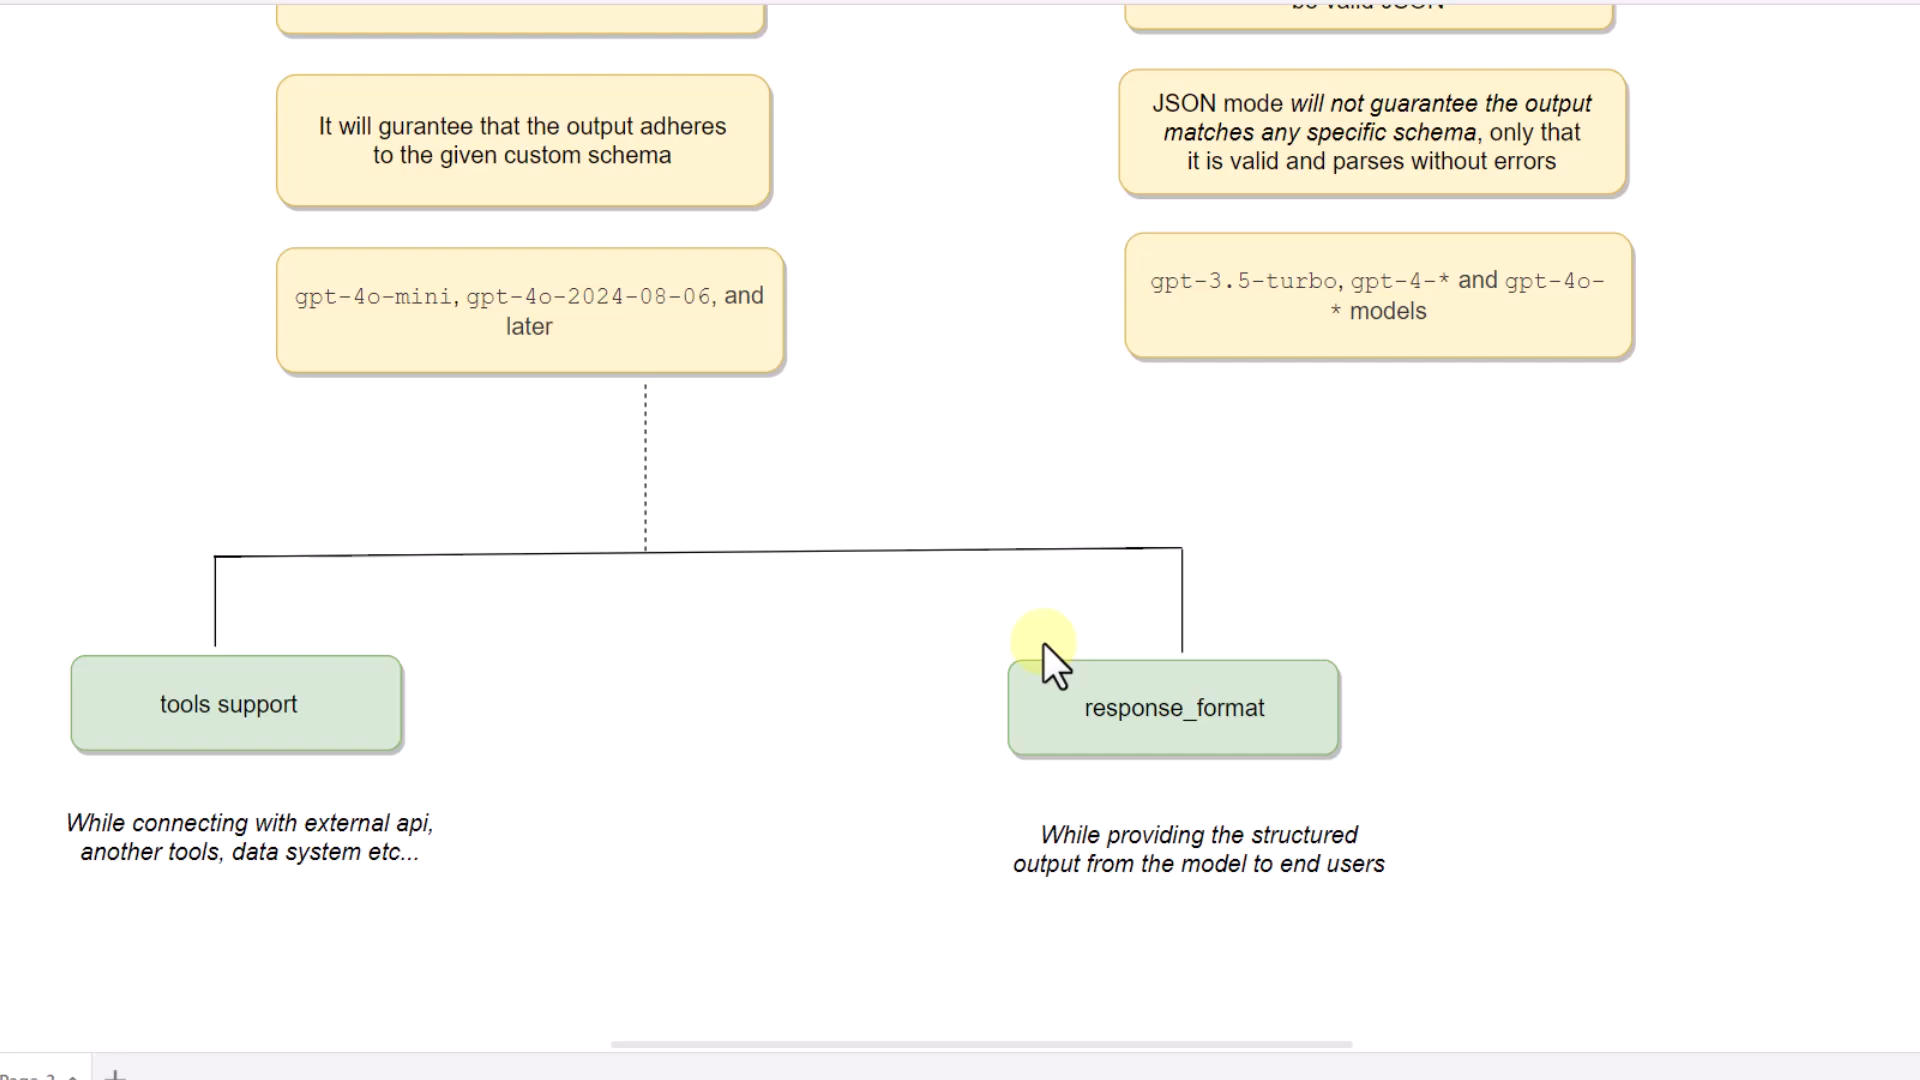 be valid JSON
It will gurantee that the output adheres
to the given custom schema
JSON mode will not guarantee the output
matches any specific schema, only that
it is valid and parses without errors
gpt-4o-mini, gpt-4o-2024-08-06, and
later
gpt-3.5-turbo, gpt-4-* and gpt-4o-
* models
tools support
response_format
While connecting with external api,
another tools, data system etc...
While providing the structured
output from the model to end users